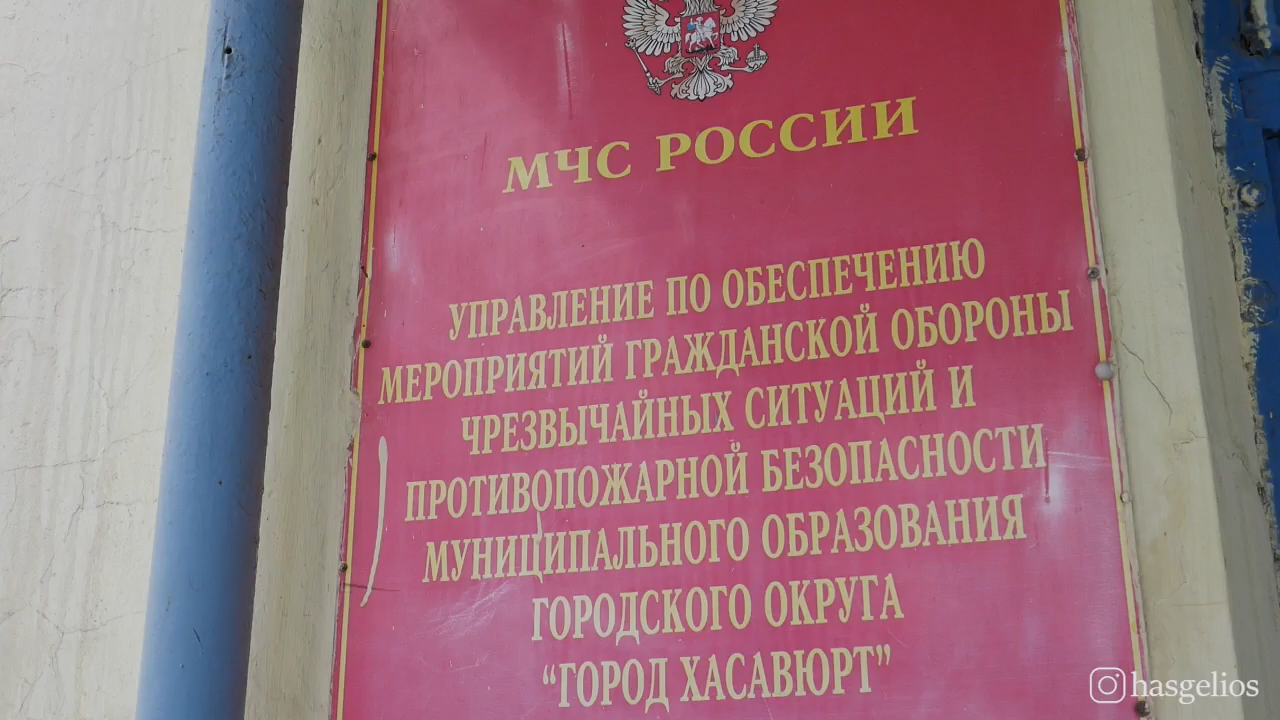 МЧС РОССИИ
УПРАВЛЕНИЕ ПО ОБЕСПЕЧЕНИЮ
МЕРОПРИЯТИЙ ГРАЖДАНСКОЙ ОБОРОНЫ
ЧРЕЗВЫЧАЙНЫХ СИТУАЦИЙ И
ПРОТИВОПОЖАРНОЙ БЕЗОПАСНОСТИ
МУНИЦИПАЛЬНОГО ОБРАЗОВАНИЯ
ГОРОДСКОГО ОКРУГА
“ГОРОД ХАСАВЮРТ”
hasgelios